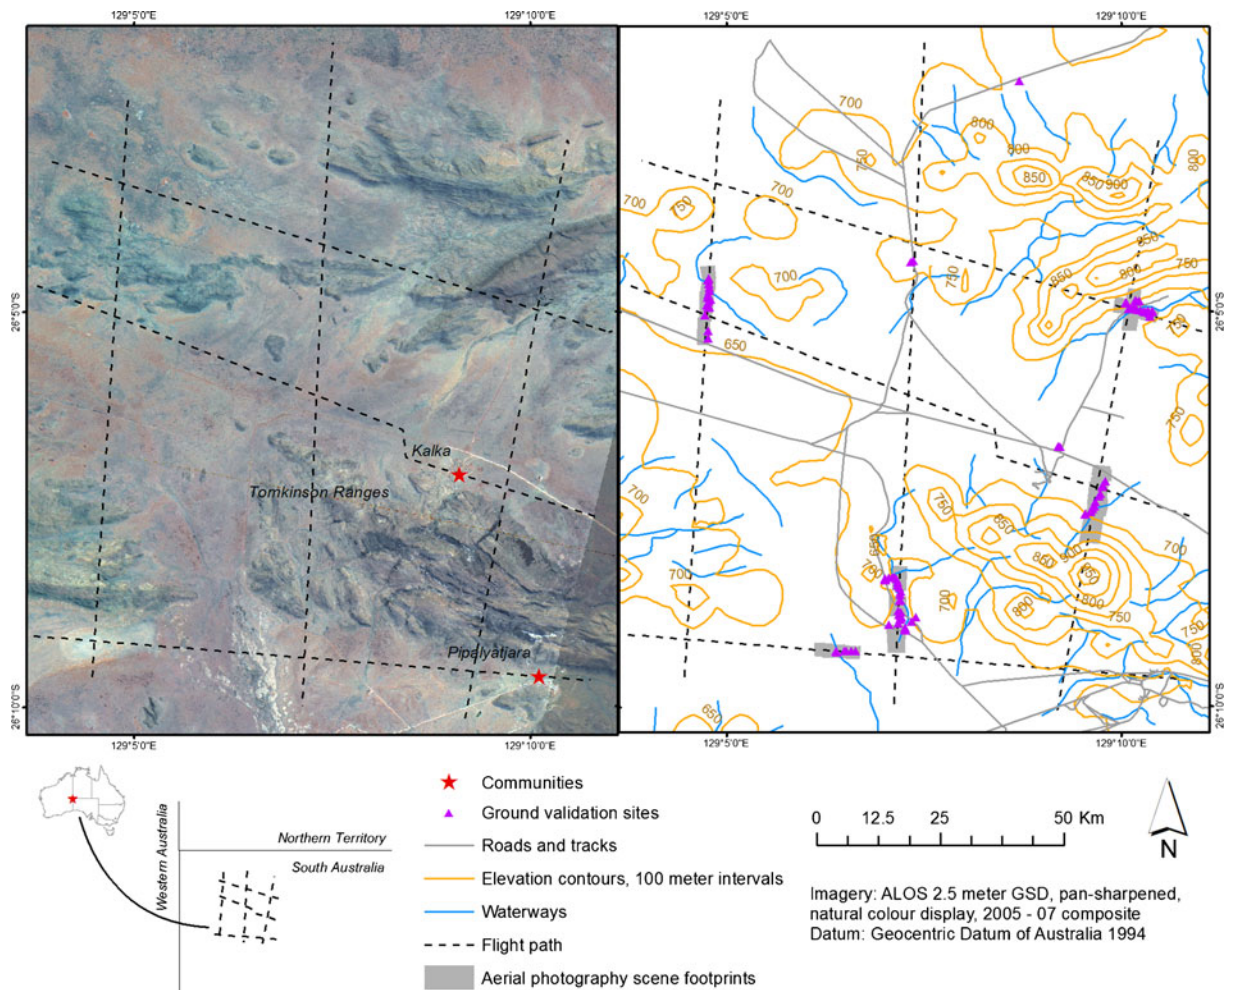 129°5'0"E
129°10'0"E
129°10'0"E
26°5'0"S
26°10'0"S
Kalka
Tomkinson Ranges
Pipalyatjara
129°5'0"E
129°10'0"E
700
750
800
800
850
850
900
800
700
750
700
700
750
850
850
800
750
750
650
750
700
750
850
850
900
850
650
700
700
700
800
800
750
700
750
800
650
26°5'0"S
26°10'0"S
129°5'0"E
129°10'0"E
Western Australia
Northern Territory
South Australia
Communities
Ground validation sites
Roads and tracks
Elevation contours, 100 meter intervals
Waterways
Flight path
Aerial photography scene footprints
0 12.5 25 50 Km
N
Imagery: ALOS 2.5 meter GSD, pan-sharpened,
natural colour display, 2005 - 07 composite
Datum: Geocentric Datum of Australia 1994